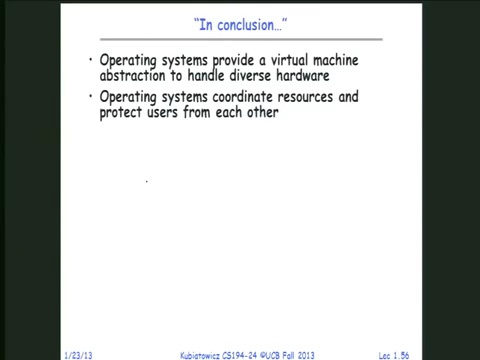 “In conclusion…”
• Operating systems provide a virtual machine
abstraction to handle diverse hardware
• Operating systems coordinate resources and
protect users from each other
1/23/13
Kubiatowicz CS194-24 ©UCB Fall 2013
Lec 1.56